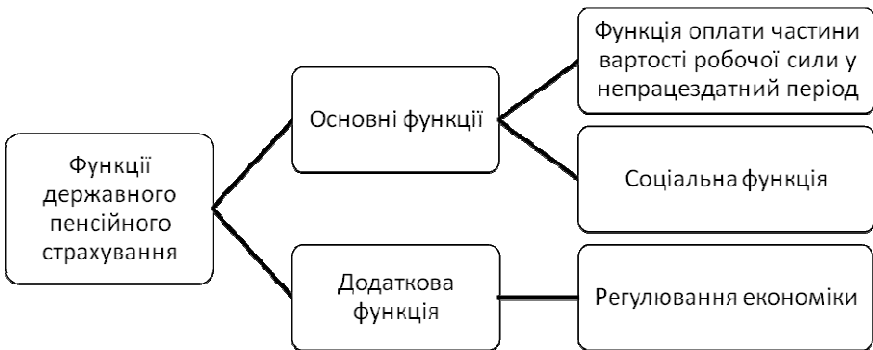 Функції
державного
пенсійного
страхування
Основні функції
Функція оплати частини
вартості робочої сили у
непрацездатний період
Соціальна функція
Додаткова
функція
Регулювання економіки